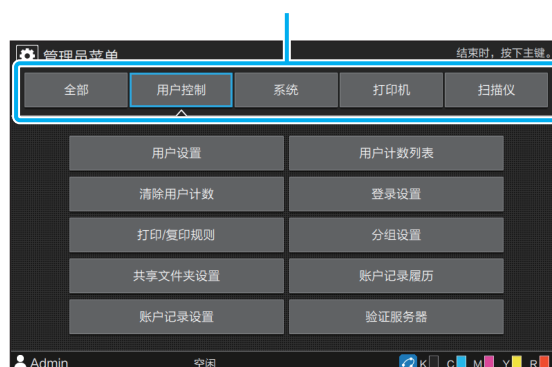 管理员菜单 结束时，按下主键。
全部 用户控制 系统 打印机 扫描仪
用户设置 用户计数列表
清除用户计数 登录设置
打印/复印规则 分组设置
共享文件夹设置 账户记录履历
账户记录设置 验证服务器
Admin 空闲 K C M Y R